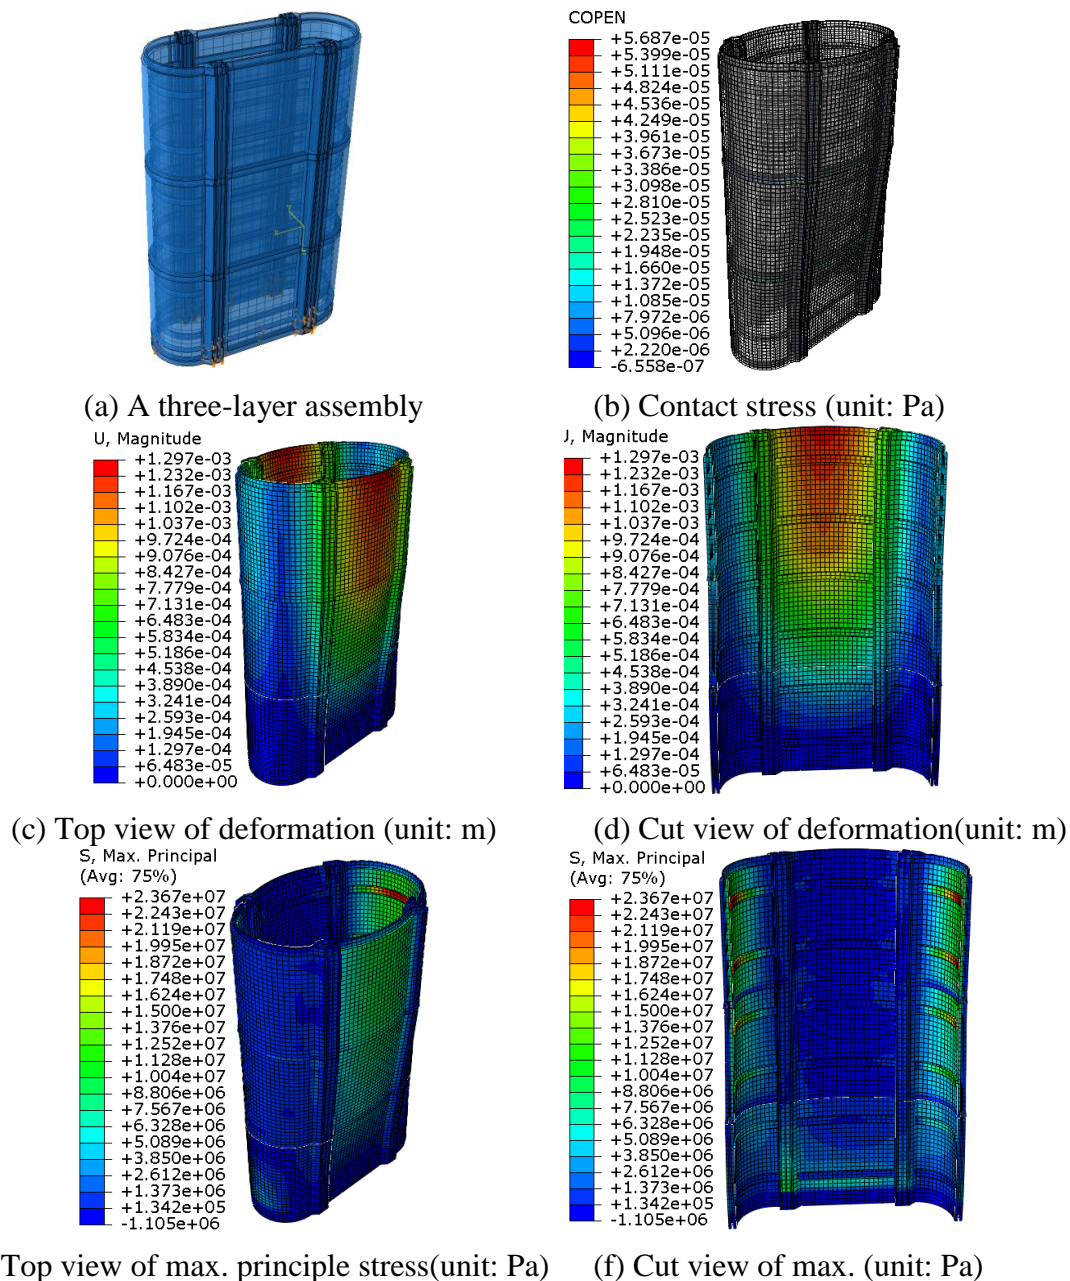 COPEN
+5.687e-05
+5.399e-05
+5.111e-05
+4.824e-05
+4.536e-05
+4.249e-05
+3.961e-05
+3.673e-05
+3.386e-05
+3.098e-05
+2.810e-05
+2.523e-05
+2.235e-05
+1.948e-05
+1.660e-05
+1.372e-05
+1.085e-05
+7.972e-06
+5.096e-06
+2.220e-06
-6.558e-07
(a) A three-layer assembly
(b) Contact stress (unit: Pa)
U, Magnitude
+1.297e-03
+1.232e-03
+1.167e-03
+1.102e-03
+1.037e-03
+9.724e-04
+9.076e-04
+8.427e-04
+7.779e-04
+7.131e-04
+6.483e-04
+5.834e-04
+5.186e-04
+4.538e-04
+3.890e-04
+3.241e-04
+2.593e-04
+1.945e-04
+1.297e-04
+6.483e-05
+0.000e+00
J, Magnitude
+1.297e-03
+1.232e-03
+1.167e-03
+1.102e-03
+1.037e-03
+9.724e-04
+9.076e-04
+8.427e-04
+7.779e-04
+7.131e-04
+6.483e-04
+5.834e-04
+5.186e-04
+4.538e-04
+3.890e-04
+3.241e-04
+2.593e-04
+1.945e-04
+1.297e-04
+6.483e-05
+0.000e+00
(c) Top view of deformation (unit: m)
(d) Cut view of deformation(unit: m)
S, Max. Principal
(Avg: 75%)
+2.367e+07
+2.243e+07
+2.119e+07
+1.995e+07
+1.872e+07
+1.748e+07
+1.624e+07
+1.500e+07
+1.376e+07
+1.252e+07
+1.128e+07
+1.004e+07
+8.806e+06
+7.567e+06
+6.328e+06
+5.089e+06
+3.850e+06
+2.612e+06
+1.373e+06
+1.342e+05
-1.105e+06
S, Max. Principal
(Avg: 75%)
+2.367e+07
+2.243e+07
+2.119e+07
+1.995e+07
+1.872e+07
+1.748e+07
+1.624e+07
+1.500e+07
+1.376e+07
+1.252e+07
+1.128e+07
+1.004e+07
+8.806e+06
+7.567e+06
+6.328e+06
+5.089e+06
+3.850e+06
+2.612e+06
+1.373e+06
+1.342e+05
-1.105e+06
Top view of max. principle stress(unit: Pa)
(f) Cut view of max. (unit: Pa)